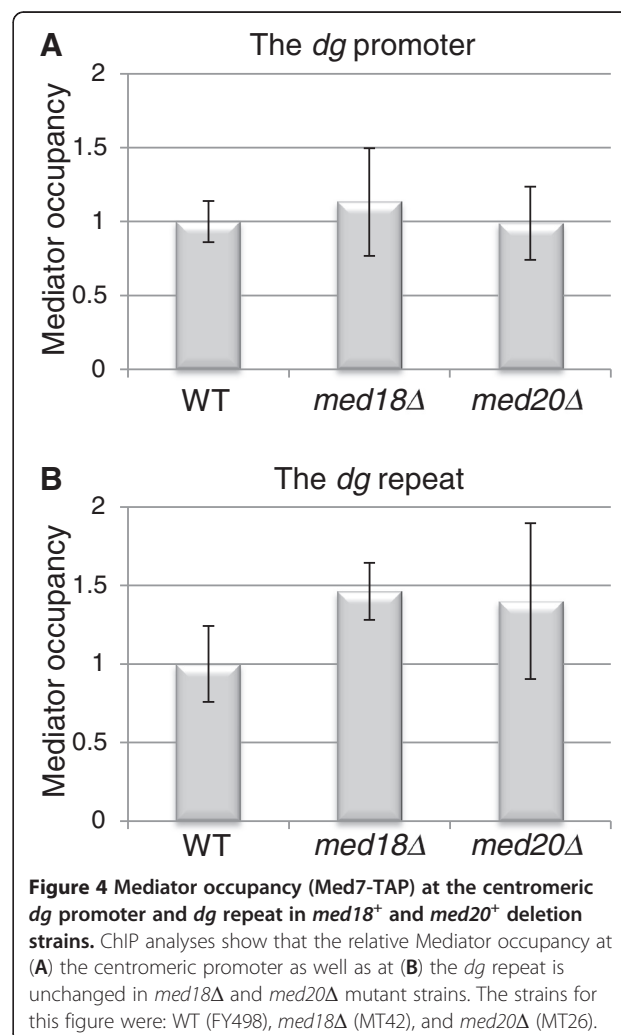 A The dg promoter
2
1.5
1
0.5
0
Mediator occupancy
WT med18Δ med20Δ
B The dg repeat
2
1.5
1
0.5
0
Mediator occupancy
WT med18Δ med20Δ
Figure 4 Mediator occupancy (Med7-TAP) at the centromeric
dg promoter and dg repeat in med18⁺ and med20⁺ deletion
strains. ChIP analyses show that the relative Mediator occupancy at
(A) the centromeric promoter as well as at (B) the dg repeat is
unchanged in med18Δ and med20Δ mutant strains. The strains for
this figure were: WT (FY498), med18Δ (MT42), and med20Δ (MT26).